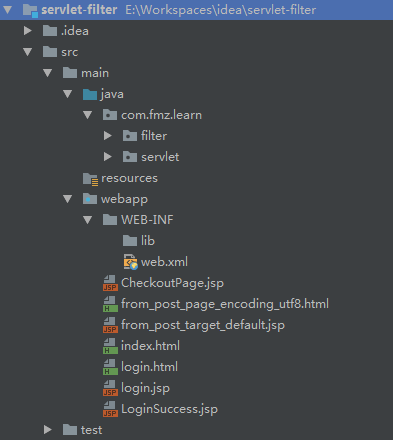 servlet-filter E:\Workspaces\idea\servlet-filter
.idea
src
main
java
com.fmz.learn
filter
servlet
resources
webapp
WEB-INF
lib
web.xml
CheckoutPage.jsp
from_post_page_encoding_utf8.html
from_post_target_default.jsp
index.html
login.html
login.jsp
LoginSuccess.jsp
test